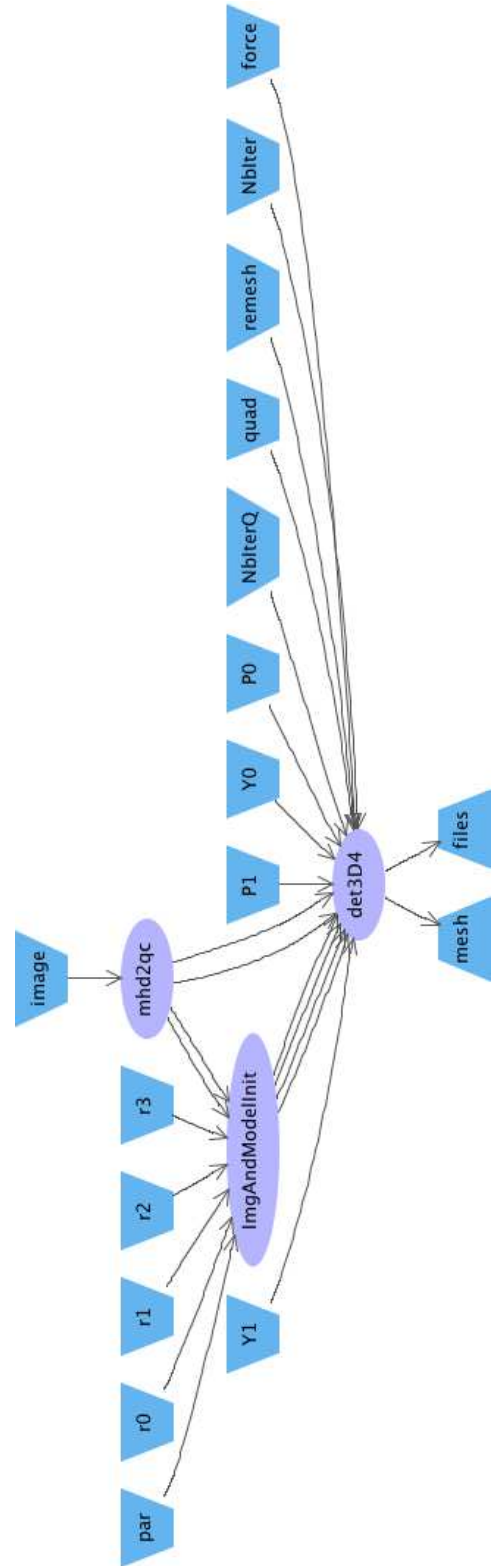 image
par
r0
r1
r2
r3
mhd2qc
Y1
ImgAndModelInit
P1
Y0
P0
NbIterQ
quad
remesh
NbIter
force
det3D4
mesh
files